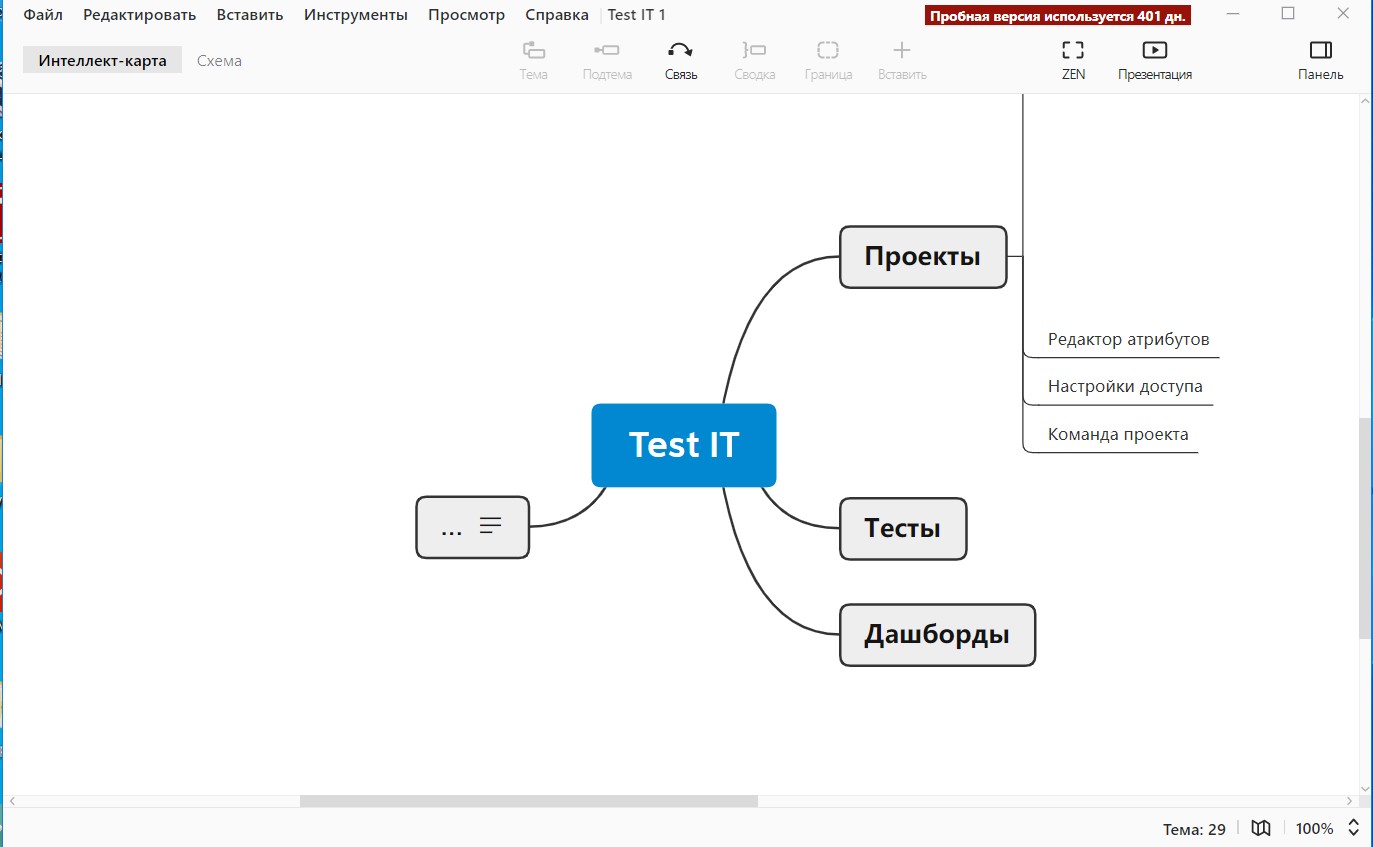 Файл Редактировать Вставить Инструменты Просмотр Справка Test IT 1 Пробная версия используется 401 дн.
Интеллект-карта Схема Тема Подтема Связь Сводка Граница Вставить ZEN Презентация Панель
Проекты
Редактор атрибутов
Настройки доступа
Команда проекта
Test IT
...
Тесты
Дашборды
Тема: 29 100%